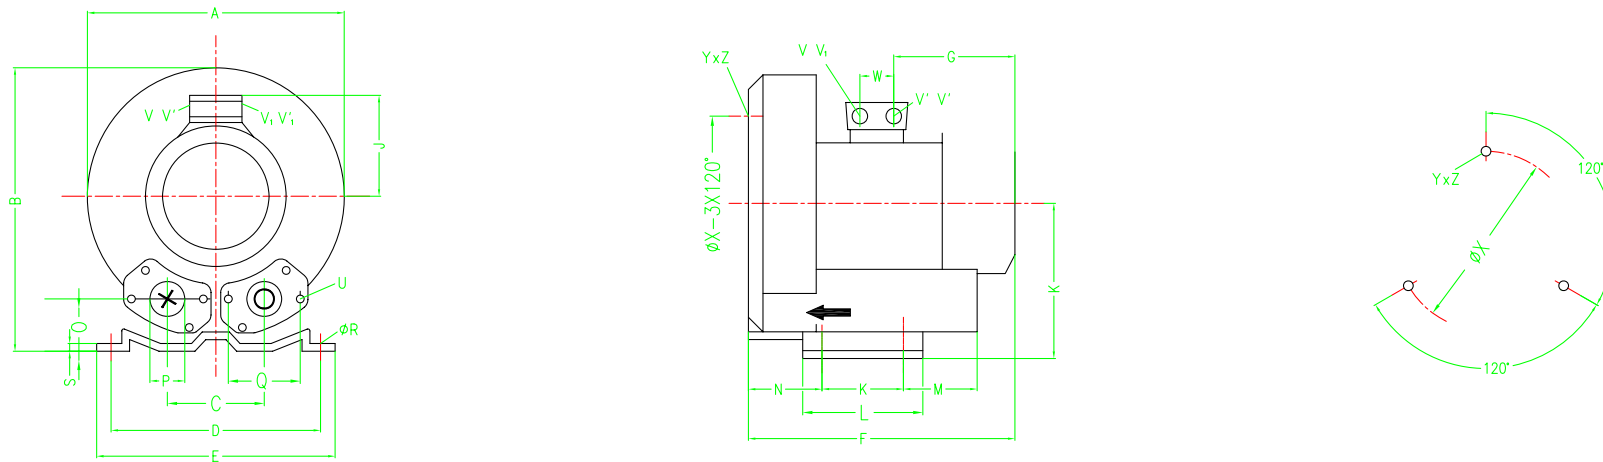 A
B
V V'
V₁ V'₁
J
U
O
øR
S
P
Q
C
D
E
YxZ
V V₁
G
W
V' V'
øX-3X120°
K
N
K
M
L
F
120°
YxZ
øX
120°